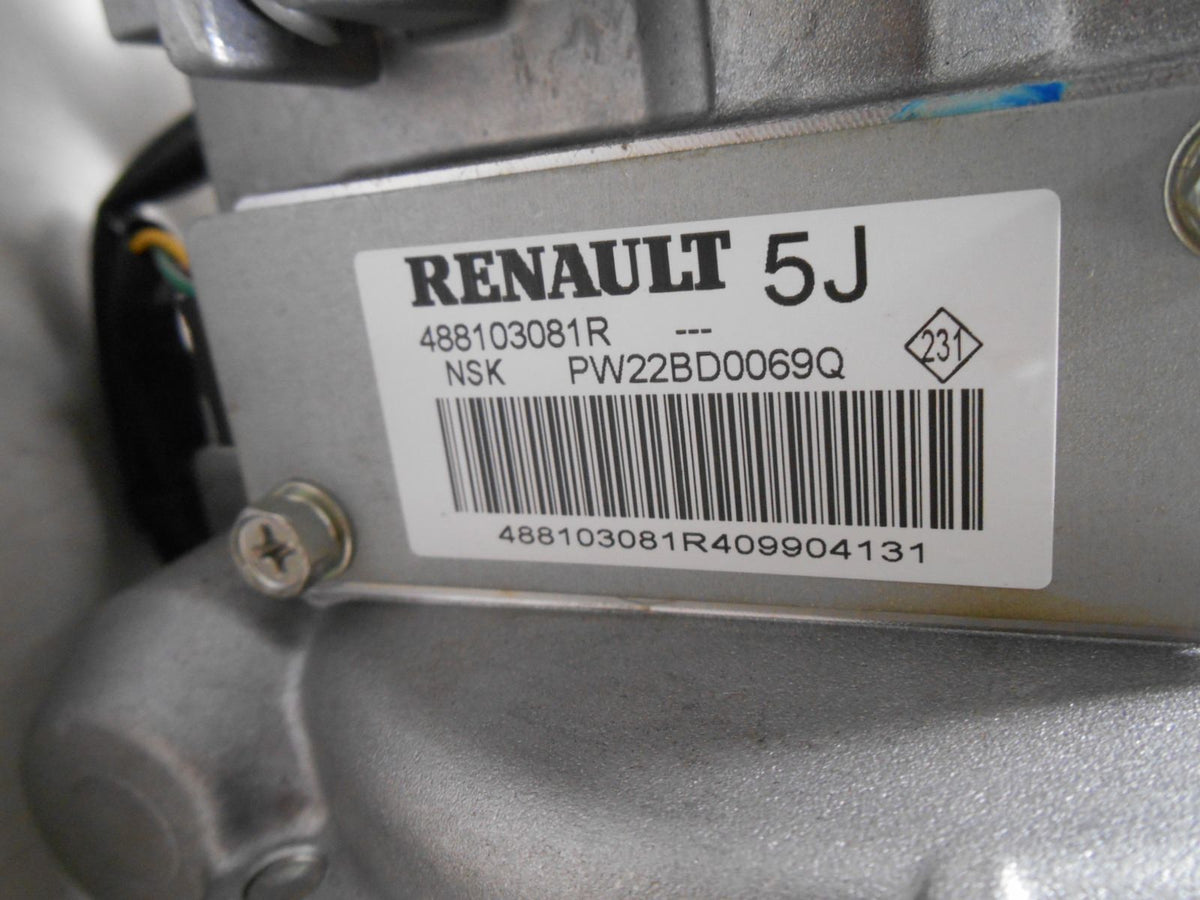 RENAULT 5J
488103081R ---
231
NSK PW22BD0069Q
488103081R409904131